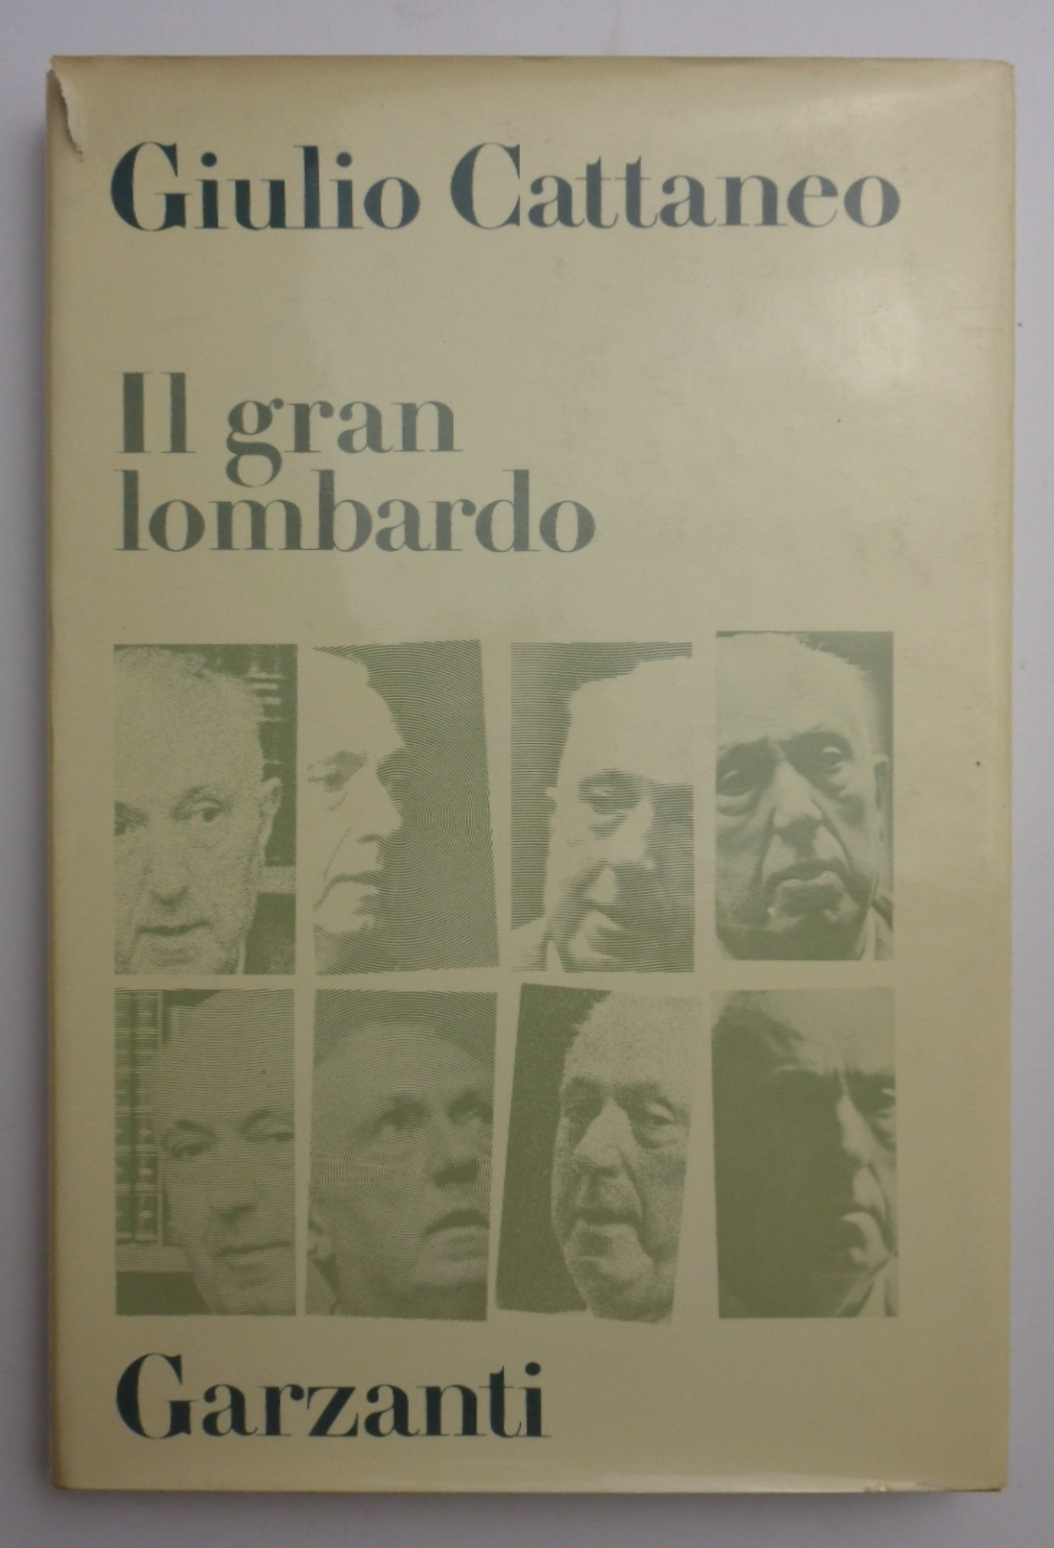 Giulio Cattaneo
Il gran
lombardo
Garzanti